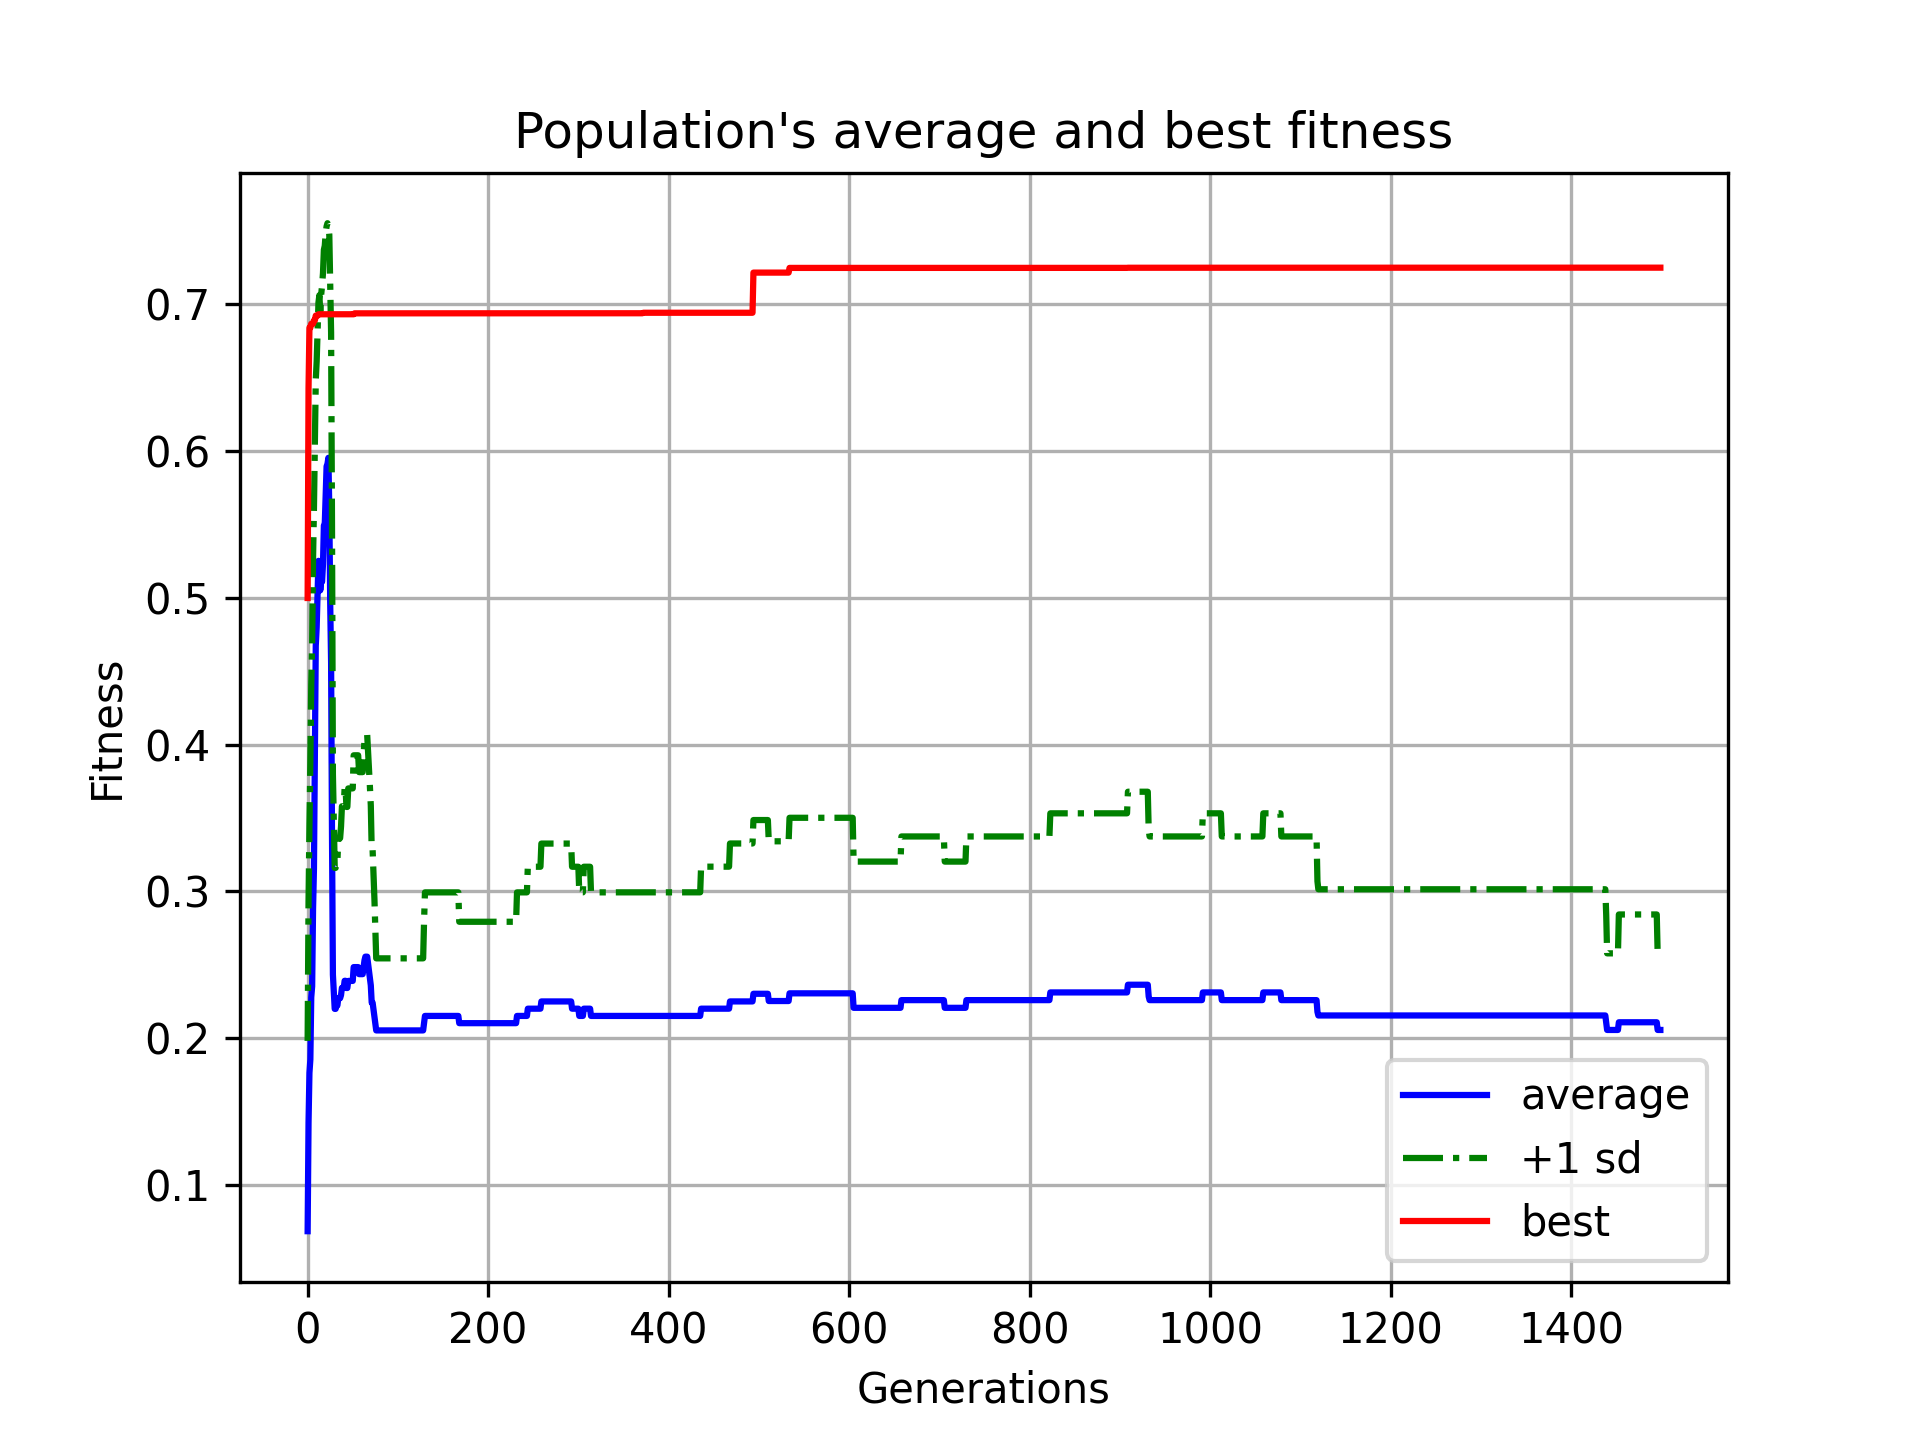 Population's average and best fitness
0.7
0.6
0.5
0.4
0.3
0.2
0.1
Fitness
0 200 400 600 800 1000 1200 1400
Generations
average
+1 sd
best